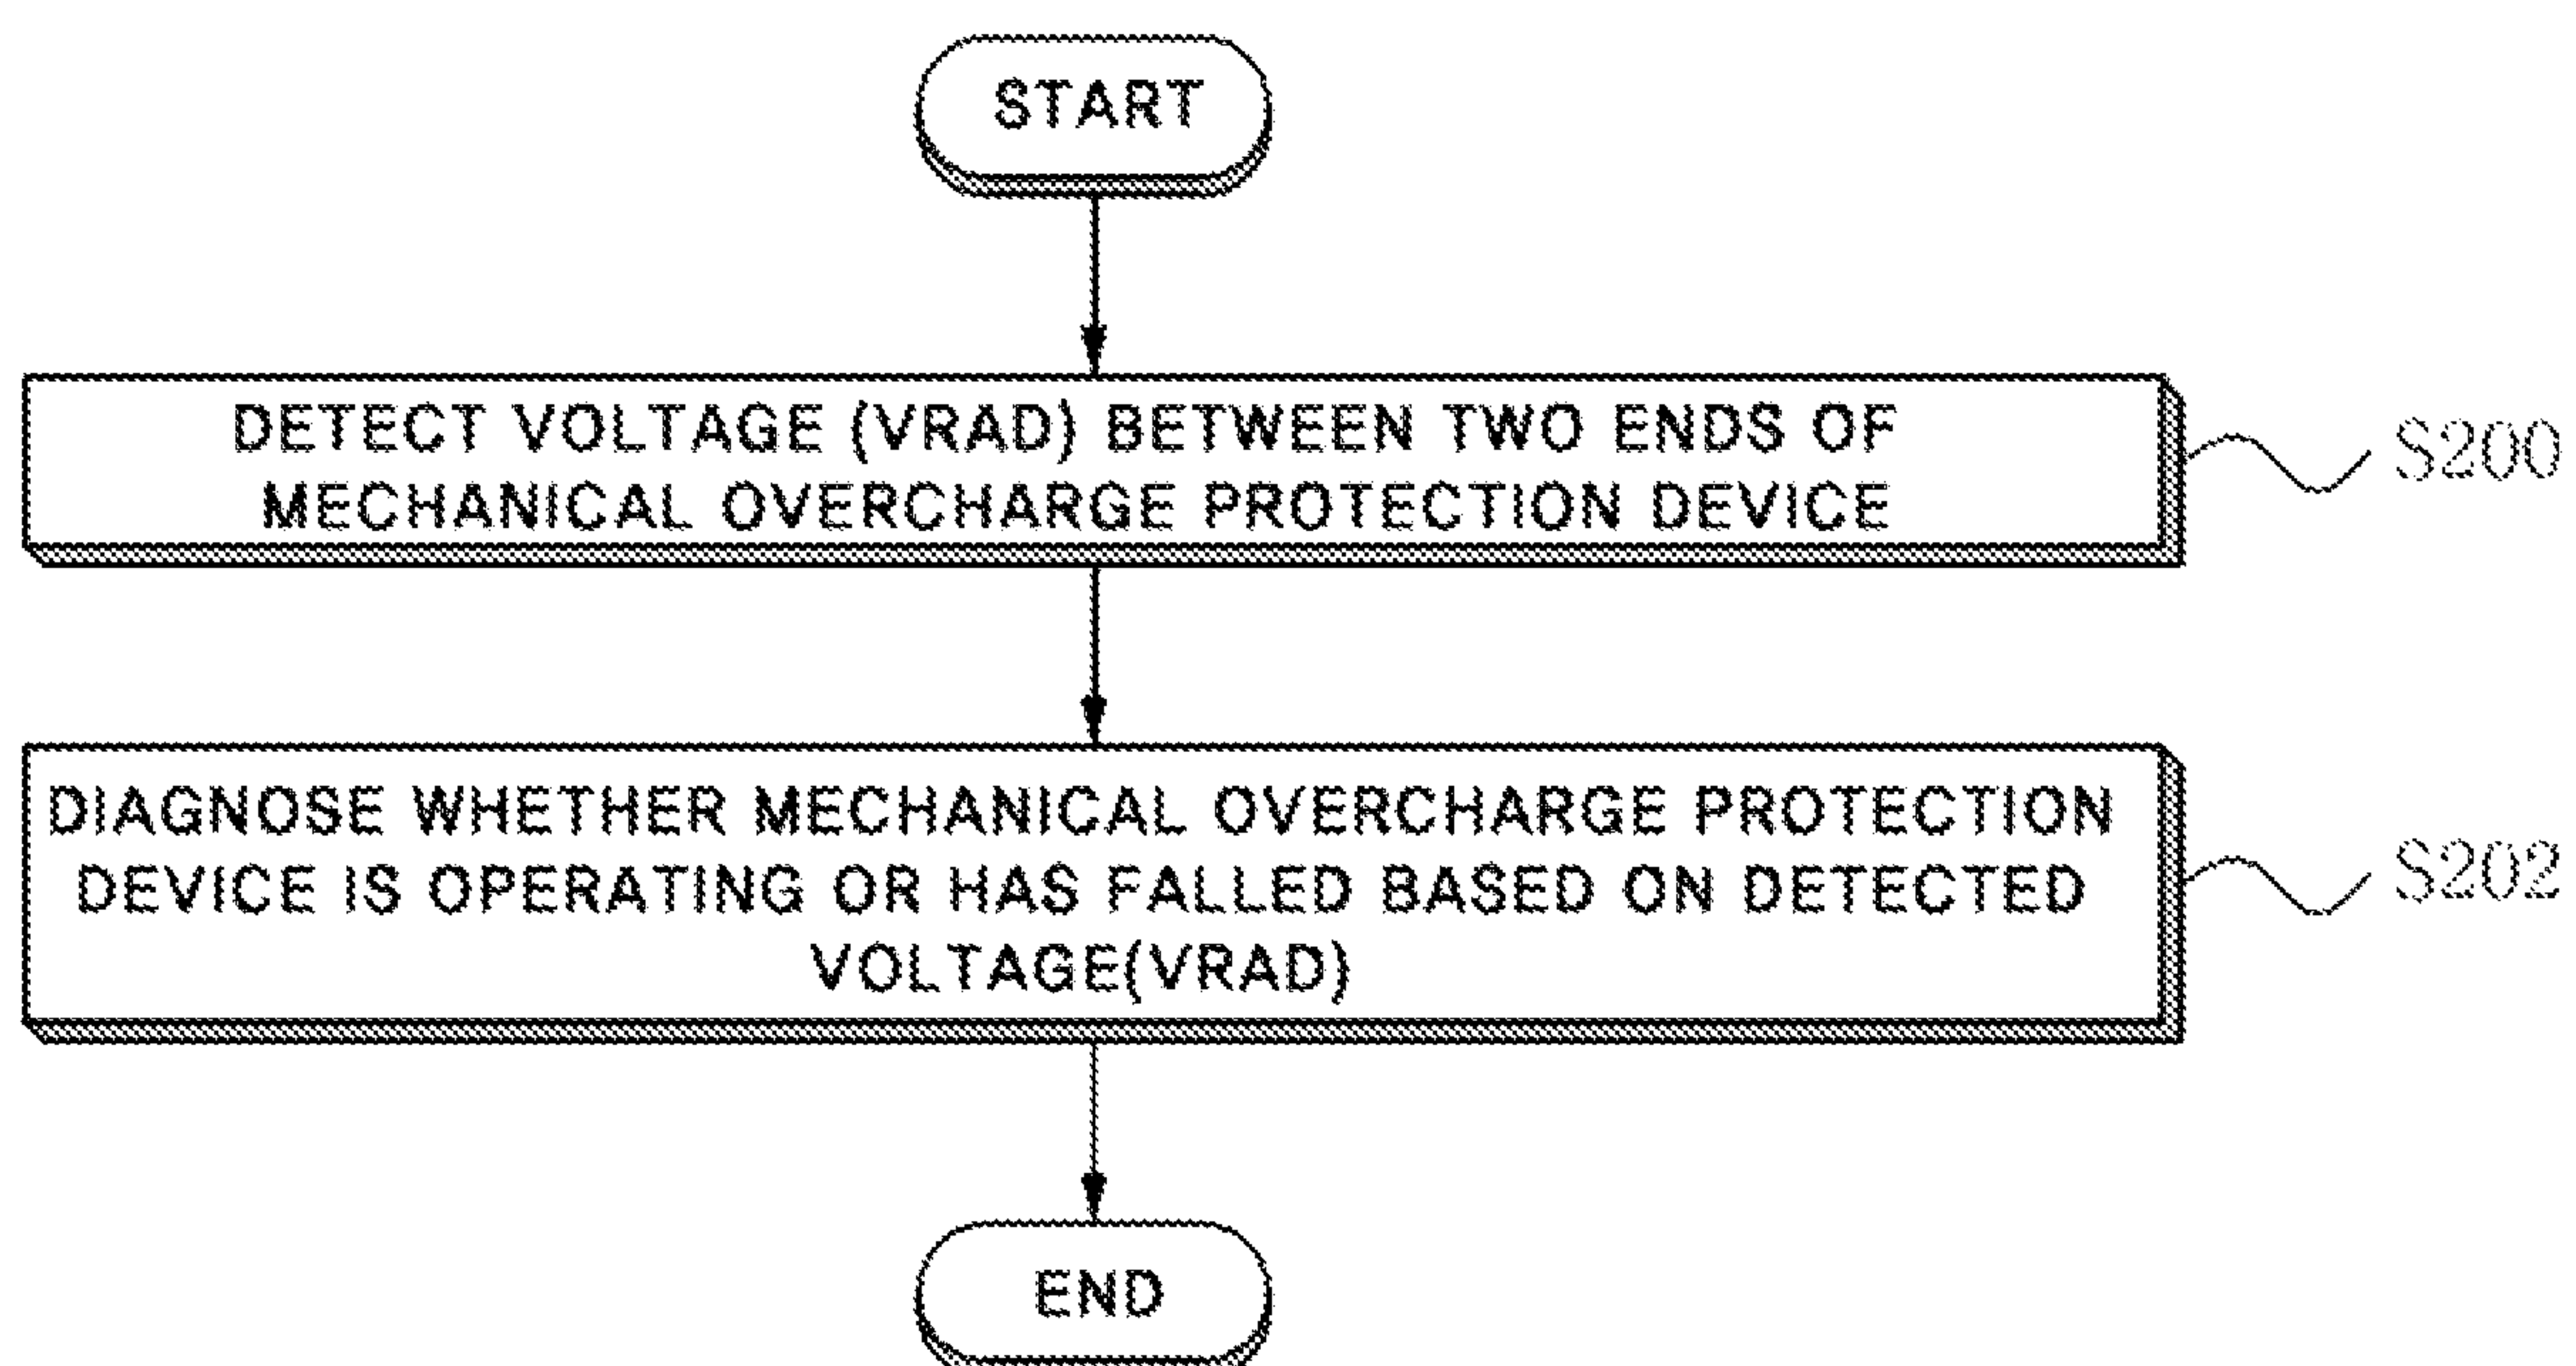 START
DETECT VOLTAGE (VRAD) BETWEEN TWO ENDS OF
MECHANICAL OVERCHARGE PROTECTION DEVICE
S200
DIAGNOSE WHETHER MECHANICAL OVERCHARGE PROTECTION
DEVICE IS OPERATING OR HAS FALLED BASED ON DETECTED
VOLTAGE(VRAD)
S202
END